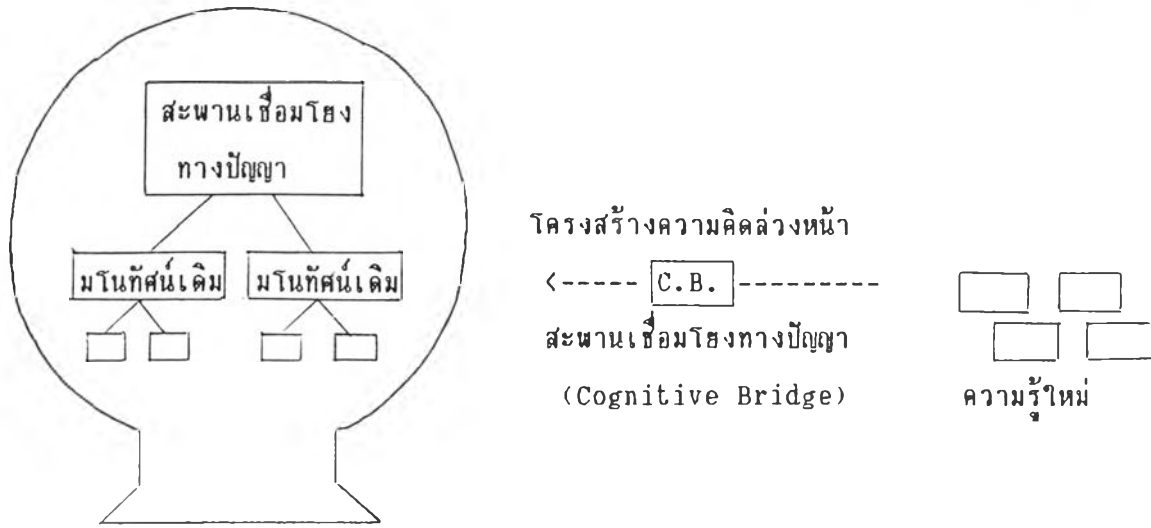 สะพานเชื่อมโยง
ทางปัญญา
มโนทัศน์เดิม มโนทัศน์เดิม
โครงสร้างความคิดล่วงหน้า
<----- C.B. ---------
สะพานเชื่อมโยงทางปัญญา
(Cognitive Bridge)
ความรู้ใหม่